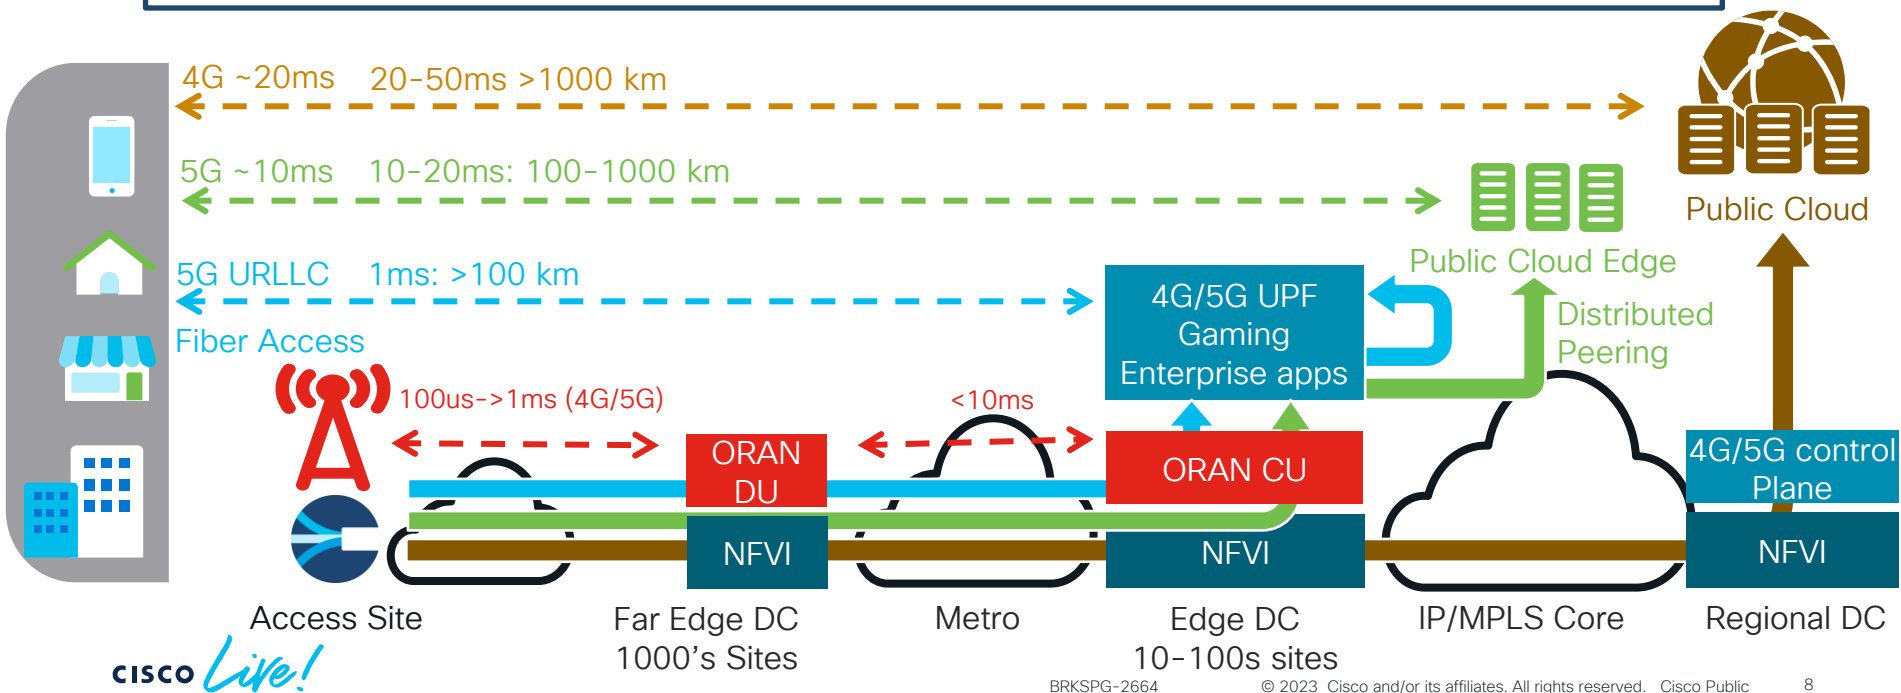 4G ~20ms 20-50ms >1000 km
5G ~10ms 10-20ms: 100-1000 km
Public Cloud
5G URLLC 1ms: >100 km
Public Cloud Edge
4G/5G UPF
Gaming
Enterprise apps
Distributed
Peering
Fiber Access
100us->1ms (4G/5G)
<10ms
ORAN
DU
ORAN CU
4G/5G control
Plane
NFVI
NFVI
NFVI
Access Site
Far Edge DC
1000's Sites
Metro
Edge DC
10-100s sites
IP/MPLS Core
Regional DC
CISCO Live!
BRKSPG-2664
© 2023 Cisco and/or its affiliates. All rights reserved. Cisco Public
8